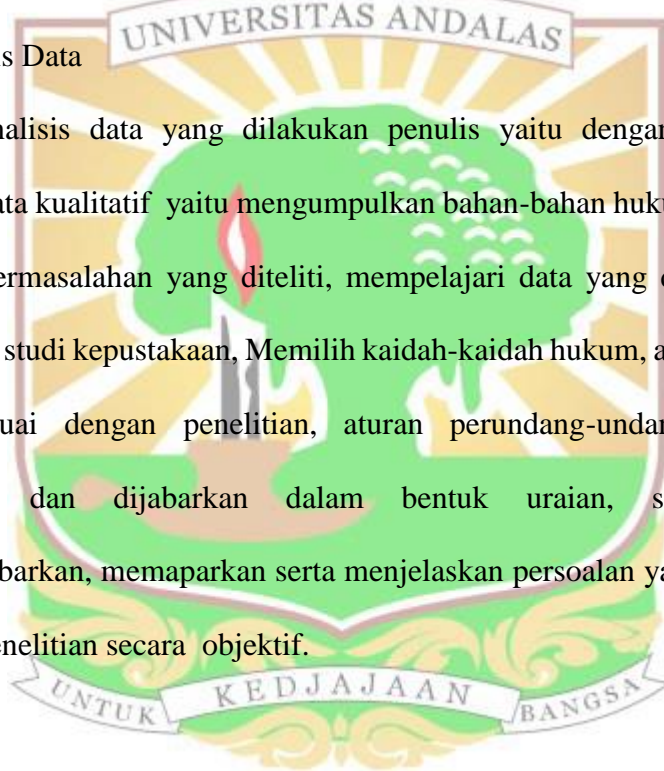 UNIVERSITAS ANDALAS
is Data
nalisis data yang dilakukan penulis yaitu dengan
ata kualitatif yaitu mengumpulkan bahan-bahan huku
ermasalahan yang diteliti, mempelajari data yang
studi kepustakaan, Memilih kaidah-kaidah hukum, a
uai dengan penelitian, aturan perundang-undan
dan dijabarkan dalam bentuk uraian, s
barkan, memaparkan serta menjelaskan persoalan ya
enelitian secara objektif.
UNTUK KEDJAJAAN BANGSA